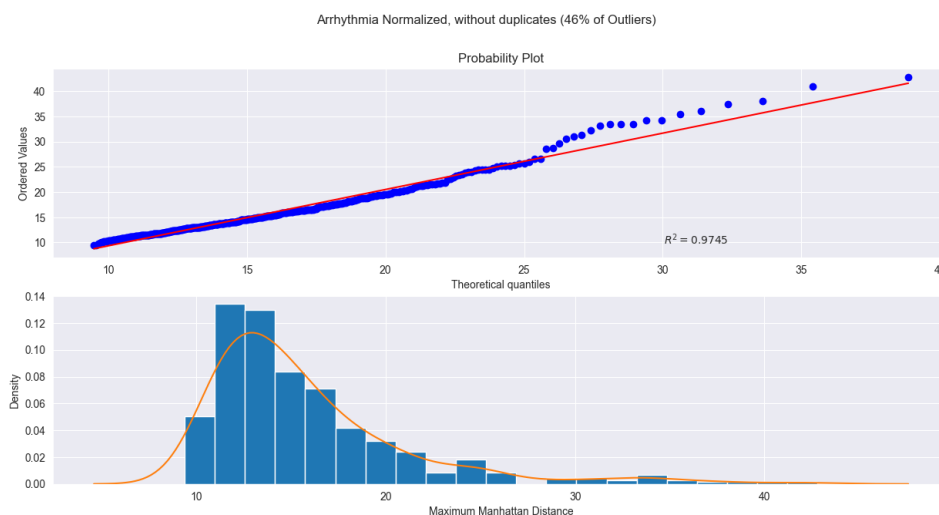 Arrhythmia Normalized, without duplicates (46% of Outliers)
Probability Plot
Ordered Values
40
35
30
25
20
15
10
R² = 0.9745
10 15 20 25 30 35 4
Theoretical quantiles
Density
0.14
0.12
0.10
0.08
0.06
0.04
0.02
0.00
10 20 30 40
Maximum Manhattan Distance